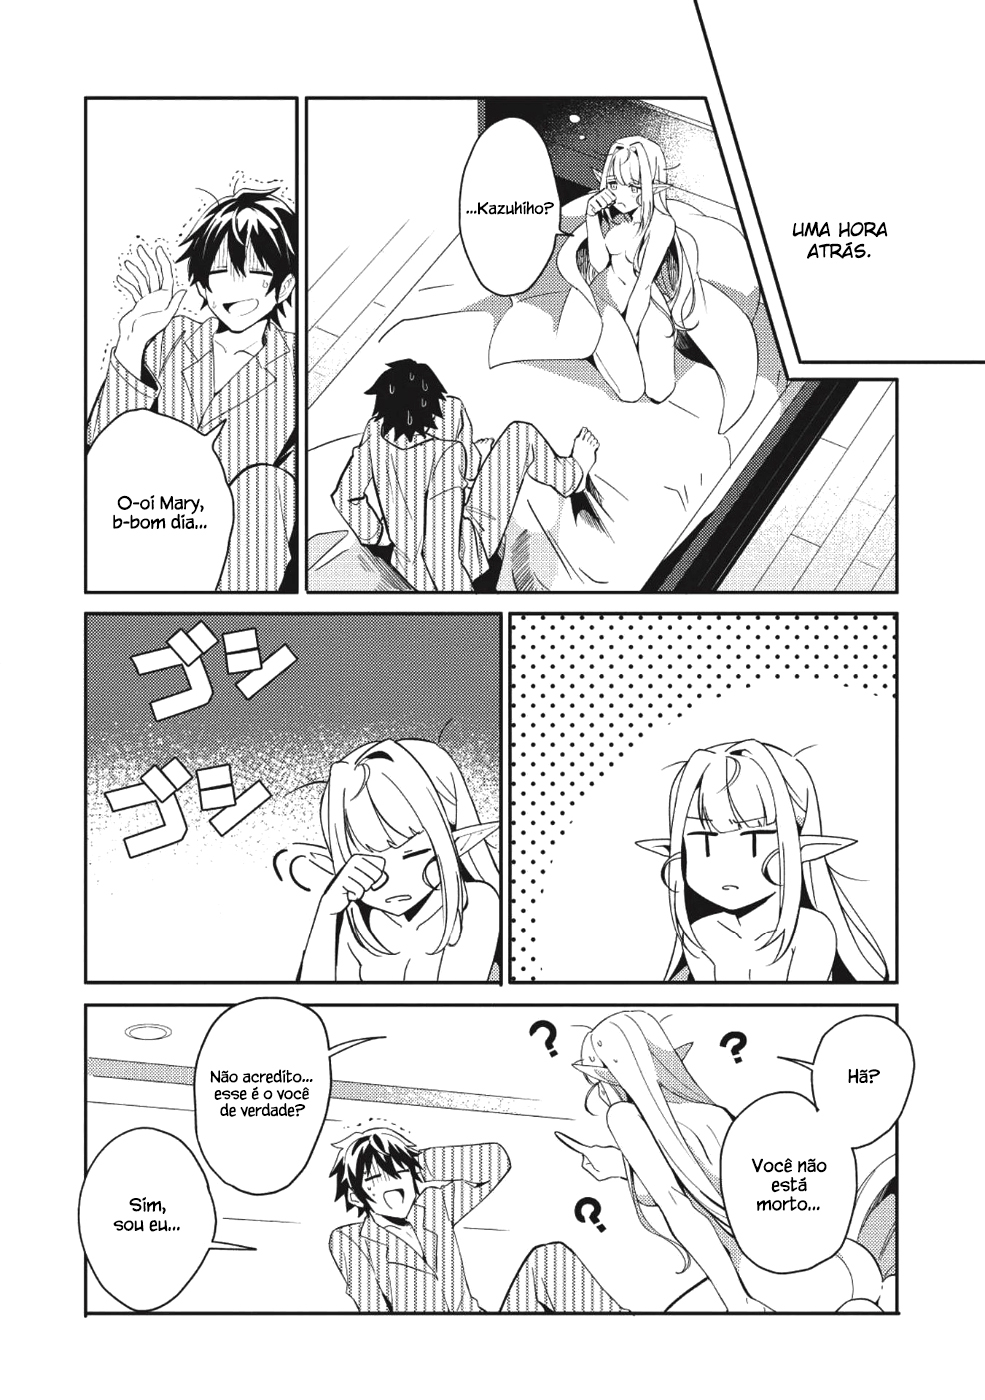 UMA HORA
ATRÁS.
...Kazuhiho?
O-oi Mary,
b-bom dia...
ゴシ
ゴシ
?
?
?
Hã?
Você não
está
morto...
Não acredito...
esse é o você
de verdade?
Sim,
sou eu...